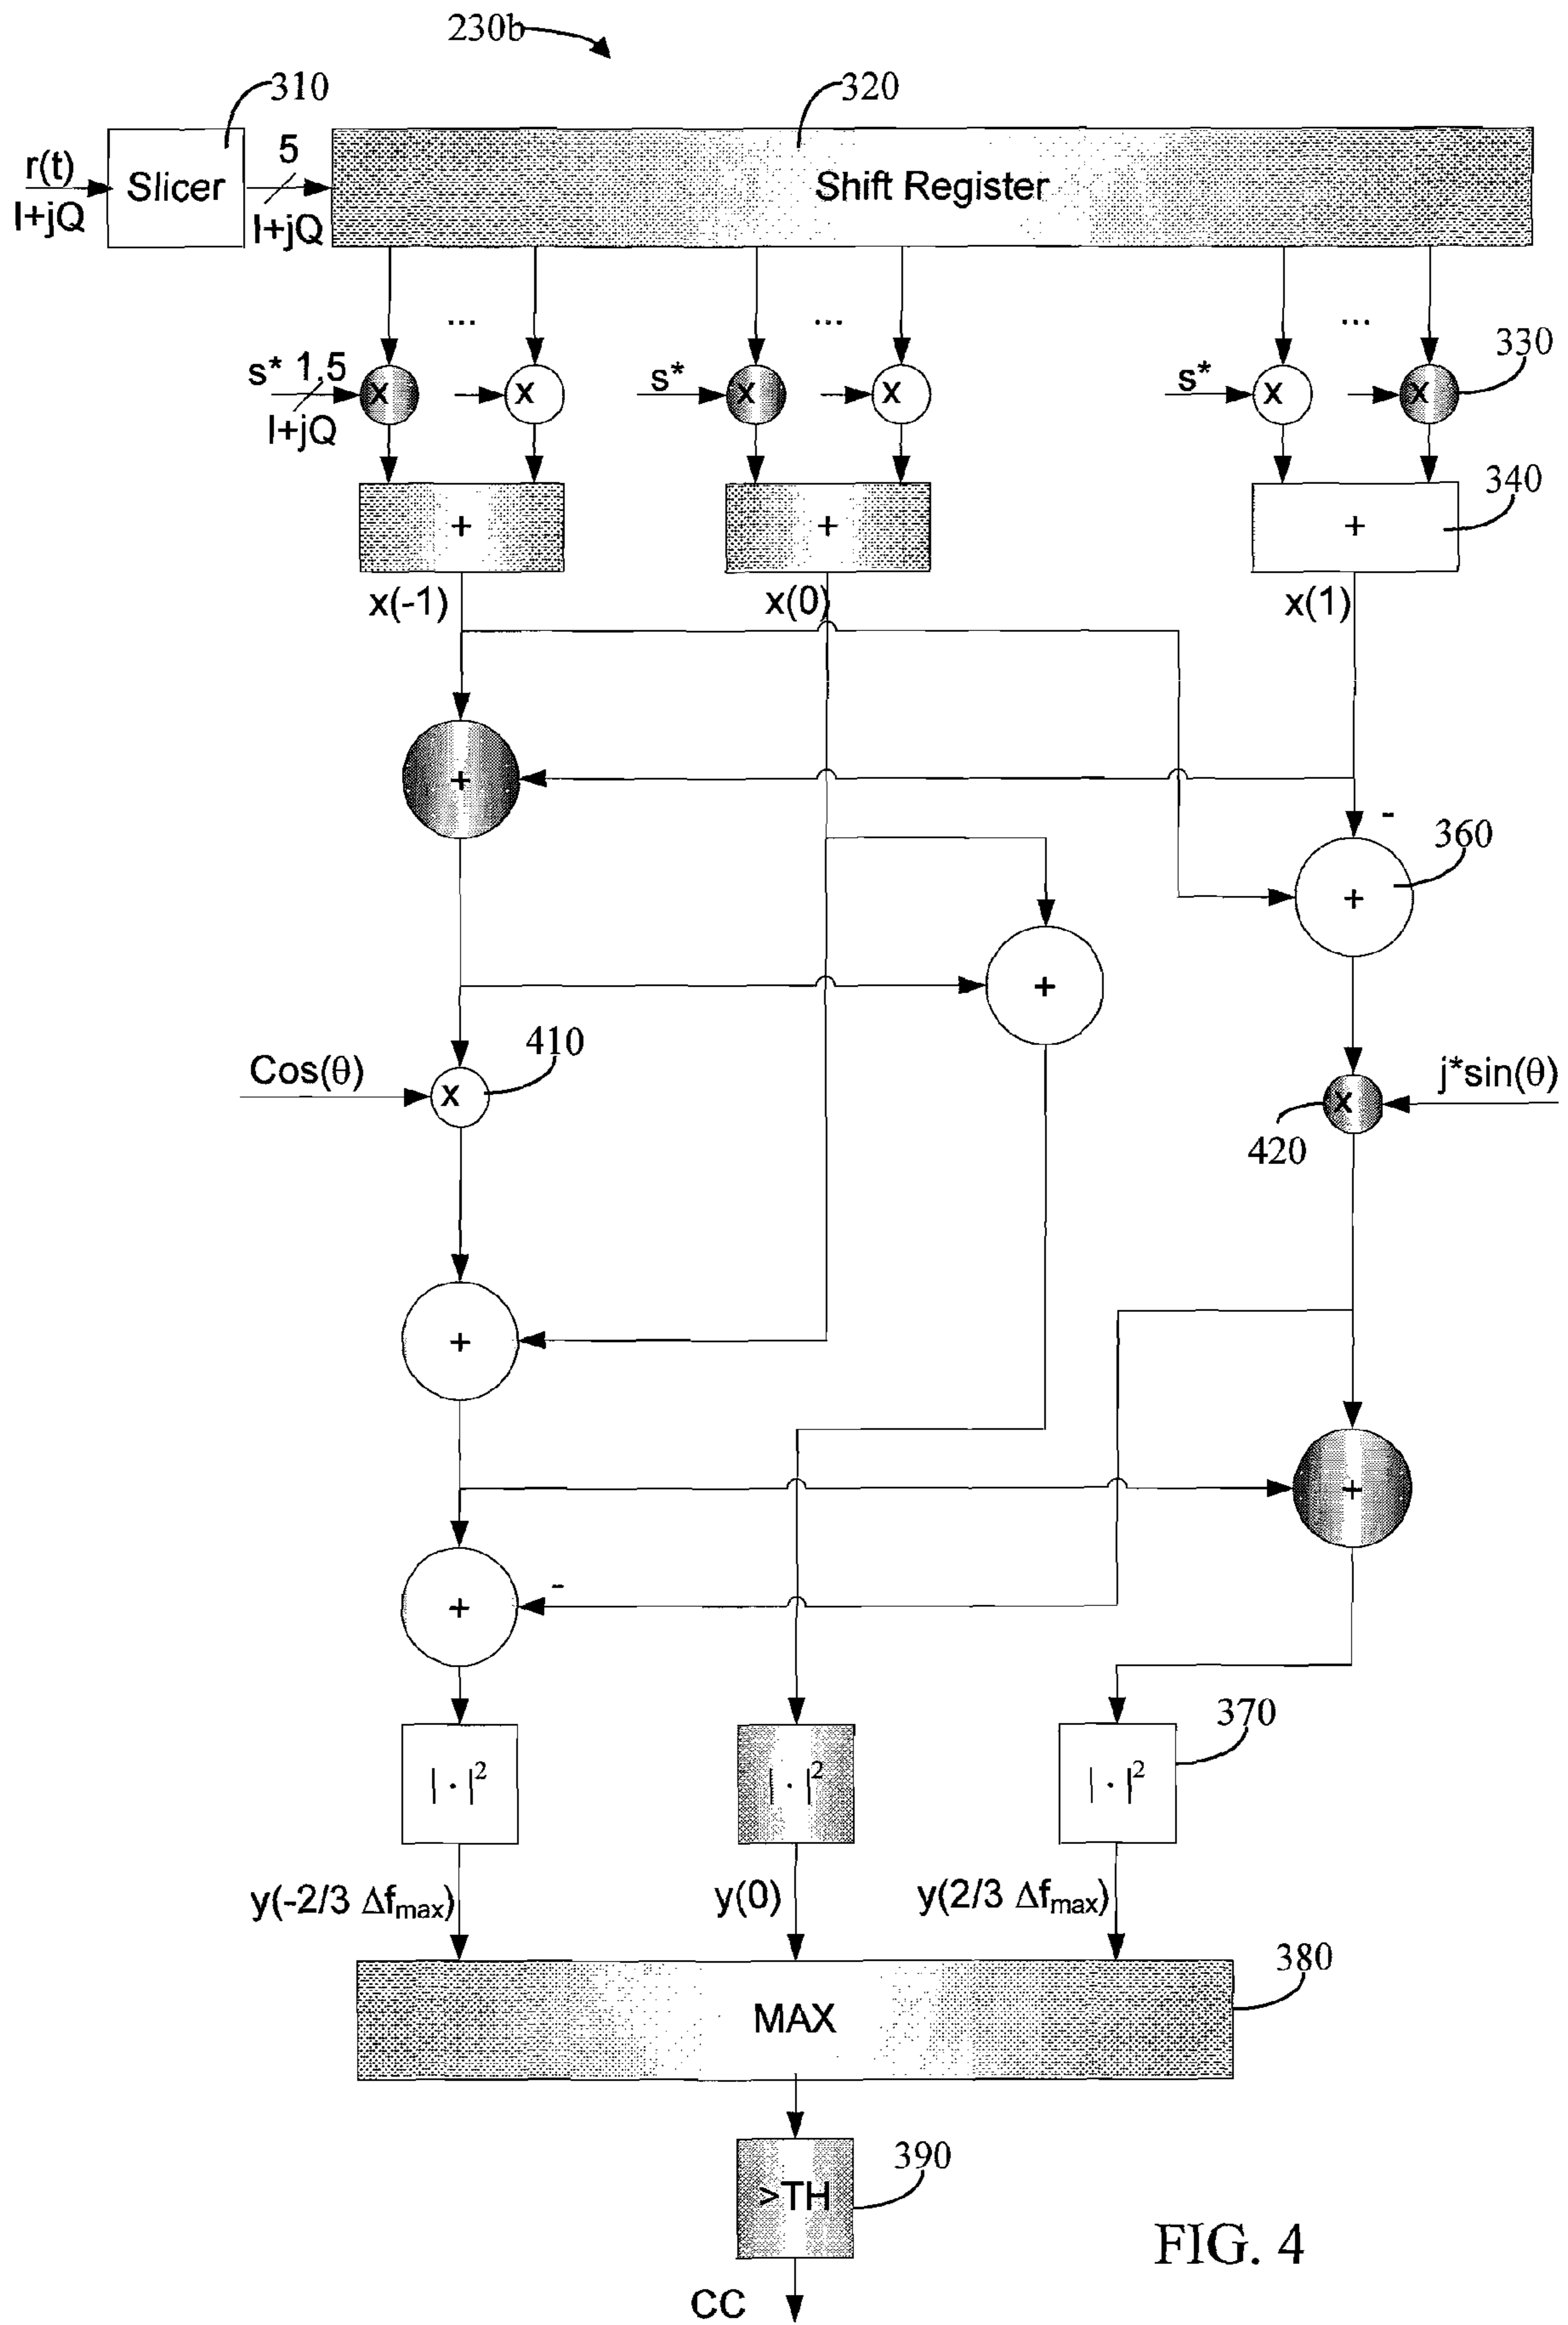 230b
310
320
r(t)
I+jQ
Slicer
5
I+jQ
Shift Register
... ... ...
330
s* 1,5
I+jQ
x x
s* x x
s* x x
340
+ + +
x(-1) x(0) x(1)
+
-
360
+
+
410
Cos(θ)
x
j*sin(θ)
x
420
+
+
-
+
370
|·|² |·|² |·|²
y(-2/3 Δfmax) y(0) y(2/3 Δfmax)
380
MAX
390
>TH
FIG. 4
CC